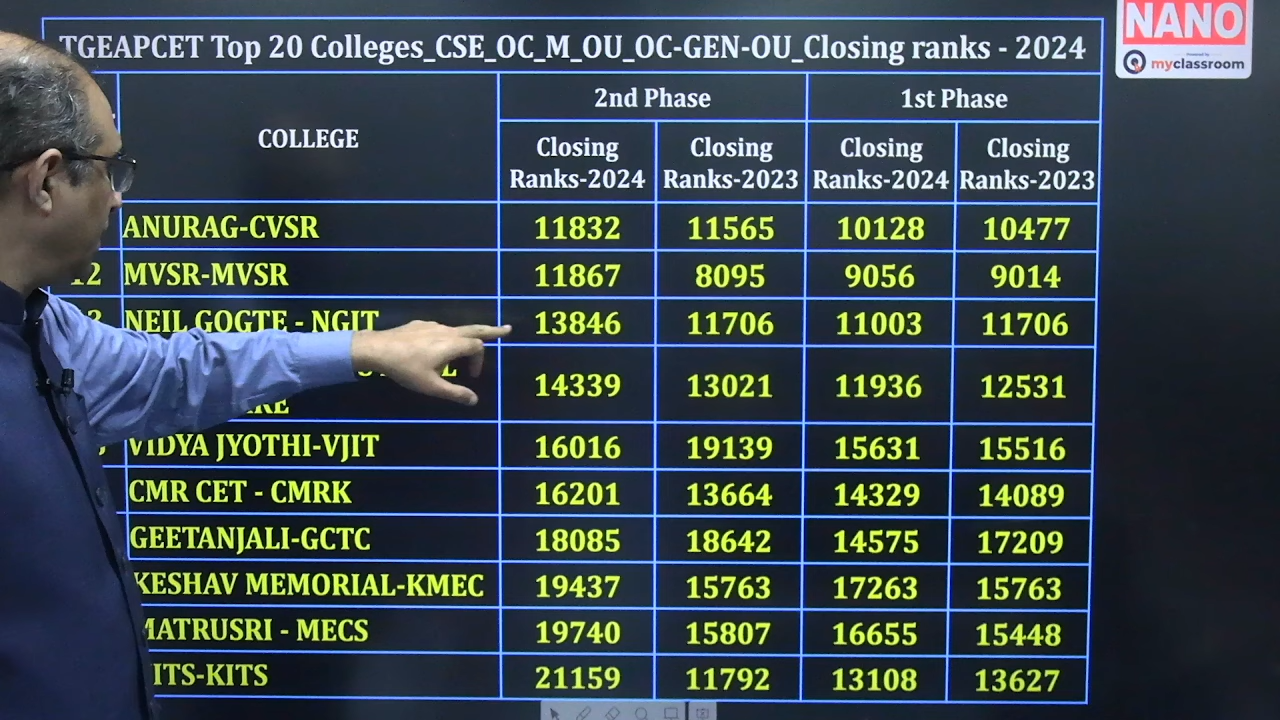 TGEAPCET Top 20 Colleges_CSE_OC_M_OU_OC-GEN-OU_Closing ranks - 2024
NANO
powered by
myclassroom
COLLEGE
2nd Phase
1st Phase
Closing Ranks-2024
Closing Ranks-2023
Closing Ranks-2024
Closing Ranks-2023
ANURAG-CVSR 11832 11565 10128 10477
12 MVSR-MVSR 11867 8095 9056 9014
NEIL GOGTE - NGIT 13846 11706 11003 11706
14339 13021 11936 12531
VIDYA JYOTHI-VJIT 16016 19139 15631 15516
CMR CET - CMRK 16201 13664 14329 14089
GEETANJALI-GCTC 18085 18642 14575 17209
KESHAV MEMORIAL-KMEC 19437 15763 17263 15763
MATRUSRI - MECS 19740 15807 16655 15448
ITS-KITS 21159 11792 13108 13627